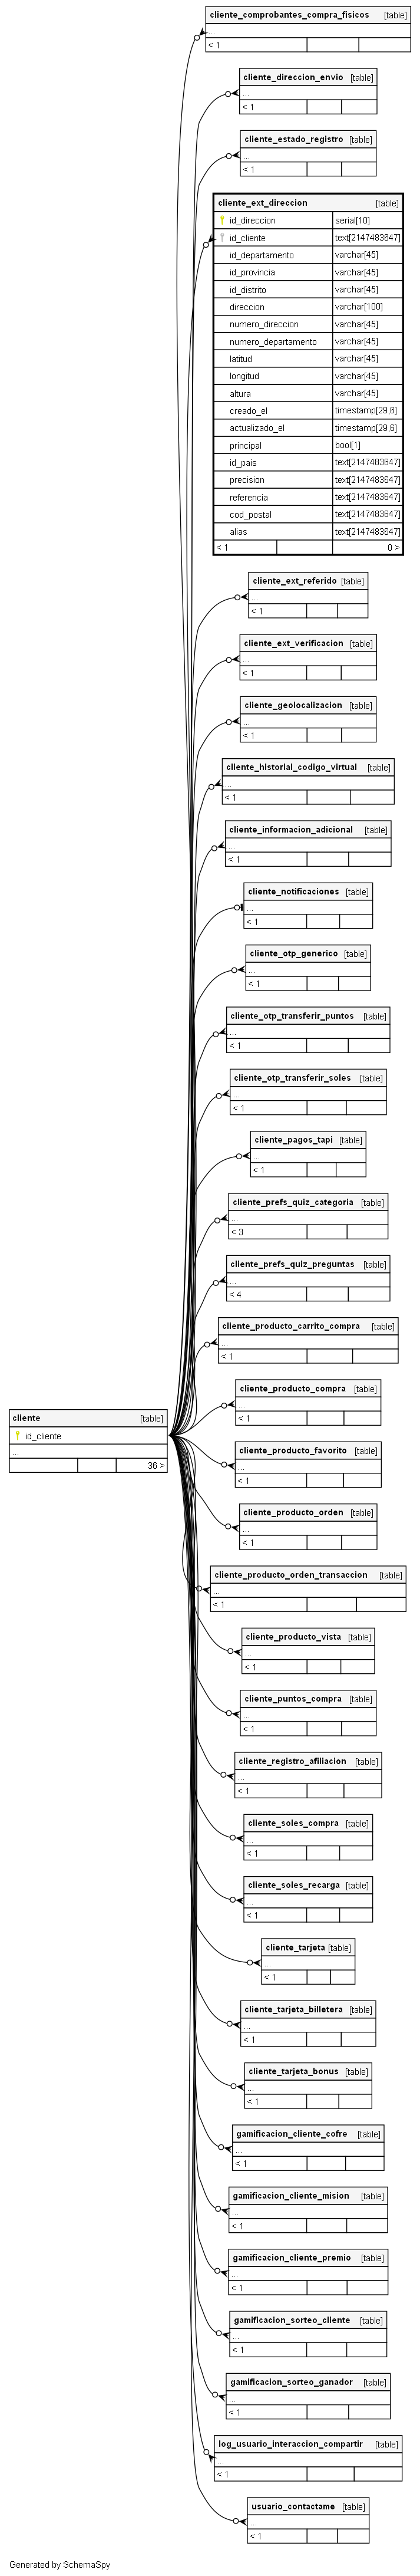 cliente_comprobantes_compra_fisicos [table]
...
< 1
cliente_direccion_envio [table]
...
< 1
cliente_estado_registro [table]
...
< 1
cliente_ext_direccion [table]
id_direccion serial[10]
id_cliente text[2147483647]
id_departamento varchar[45]
id_provincia varchar[45]
id_distrito varchar[45]
direccion varchar[100]
numero_direccion varchar[45]
numero_departamento varchar[45]
latitud varchar[45]
longitud varchar[45]
altura varchar[45]
creado_el timestamp[29,6]
actualizado_el timestamp[29,6]
principal bool[1]
id_pais text[2147483647]
precision text[2147483647]
referencia text[2147483647]
cod_postal text[2147483647]
alias text[2147483647]
< 1 0 >
cliente_ext_referido [table]
...
< 1
cliente_ext_verificacion [table]
...
< 1
cliente_geolocalizacion [table]
...
< 1
cliente_historial_codigo_virtual [table]
...
< 1
cliente_informacion_adicional [table]
...
< 1
cliente_notificaciones [table]
...
< 1
cliente_otp_generico [table]
...
< 1
cliente_otp_transferir_puntos [table]
...
< 1
cliente_otp_transferir_soles [table]
...
< 1
cliente_pagos_tapi [table]
...
< 1
cliente_prefs_quiz_categoria [table]
...
< 3
cliente_prefs_quiz_preguntas [table]
...
< 4
cliente_producto_carrito_compra [table]
...
< 1
cliente_producto_compra [table]
...
< 1
cliente [table]
id_cliente
...
36 >
cliente_producto_favorito [table]
...
< 1
cliente_producto_orden [table]
...
< 1
cliente_producto_orden_transaccion [table]
...
< 1
cliente_producto_vista [table]
...
< 1
cliente_puntos_compra [table]
...
< 1
cliente_registro_afiliacion [table]
...
< 1
cliente_soles_compra [table]
...
< 1
cliente_soles_recarga [table]
...
< 1
cliente_tarjeta [table]
...
< 1
cliente_tarjeta_billetera [table]
...
< 1
cliente_tarjeta_bonus [table]
...
< 1
gamificacion_cliente_cofre [table]
...
< 1
gamificacion_cliente_mision [table]
...
< 1
gamificacion_cliente_premio [table]
...
< 1
gamificacion_sorteo_cliente [table]
...
< 1
gamificacion_sorteo_ganador [table]
...
< 1
log_usuario_interaccion_compartir [table]
...
< 1
usuario_contactame [table]
...
< 1
Generated by SchemaSpy